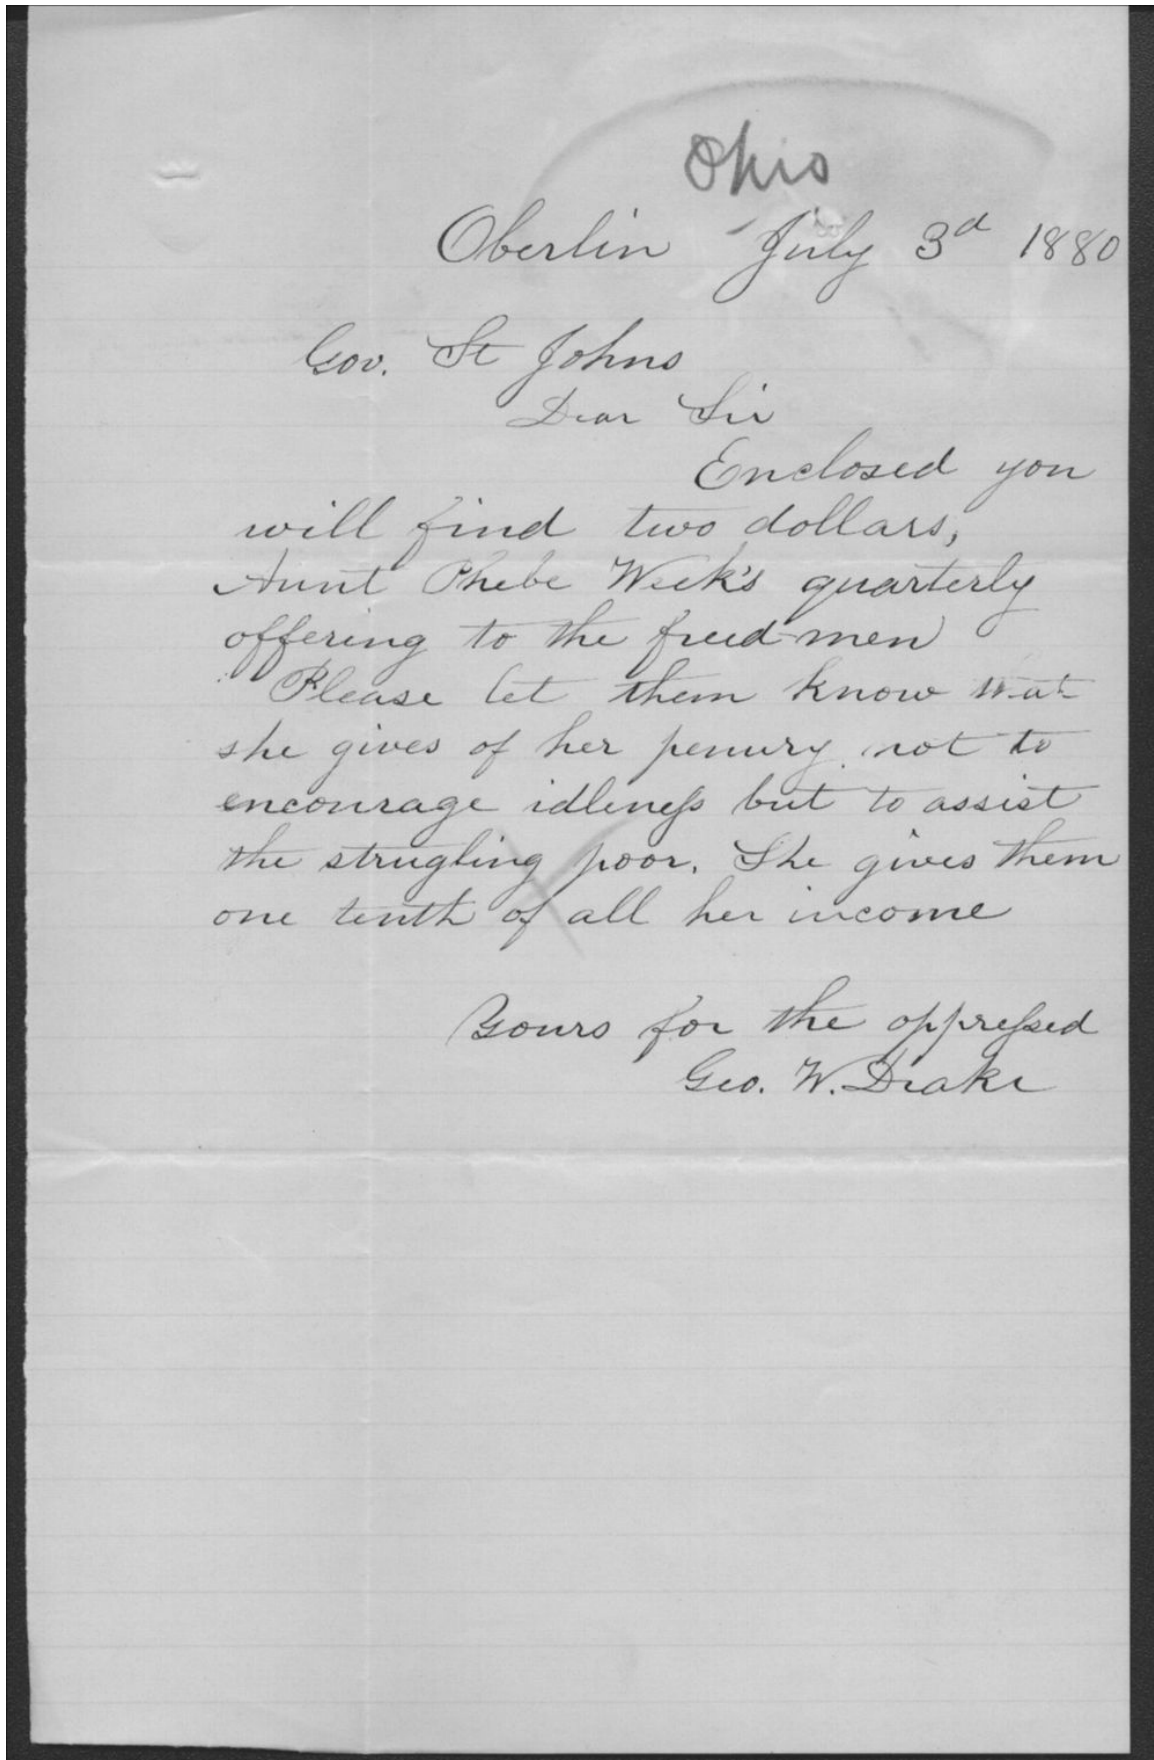 Ohio
Oberlin July 3d 1880
Gov. St Johns
Dear Sir
Enclosed you
will find two dollars,
Aunt Phebe Week's quarterly
offering to the freed-men
Please let them know that
she gives of her penury not to
encourage idleness but to assist
the strugling poor. She gives them
one tenth of all her income
Yours for the oppressed
Geo. W. Drake